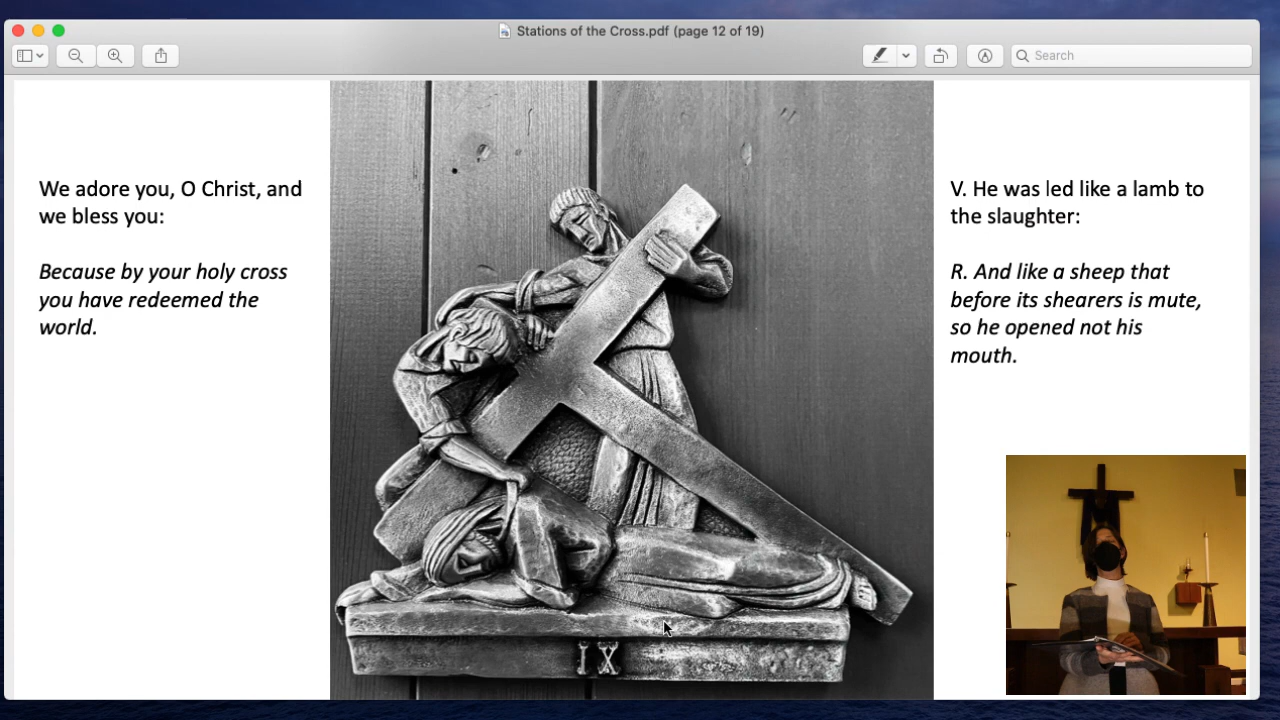 Stations of the Cross.pdf (page 12 of 19)
Search
We adore you, O Christ, and
we bless you:
Because by your holy cross
you have redeemed the
world.
IX
V. He was led like a lamb to
the slaughter:
R. And like a sheep that
before its shearers is mute,
so he opened not his
mouth.